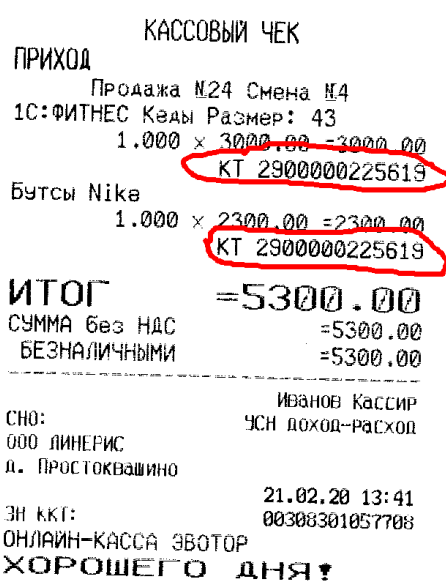 КАССОВЫЙ ЧЕК
ПРИХОД
Продажа №24 Смена №4
1С:ФИТНЕС Кеды Размер: 43
1.000 x 3000.00 =3000.00
КТ 2900000225619
Бутсы Nike
1.000 x 2300.00 =2300.00
КТ 2900000225619
ИТОГ =5300.00
СУММА без НДС =5300.00
БЕЗНАЛИЧНЫМИ =5300.00
Иванов Кассир
СНО: УСН доход-расход
ООО ЛИНЕРИС
д. Простоквашино
21.02.20 13:41
ЗН ККТ: 00308301057708
ОНЛАЙН-КАССА ЭВОТОР
ХОРОШЕГО ДНЯ!